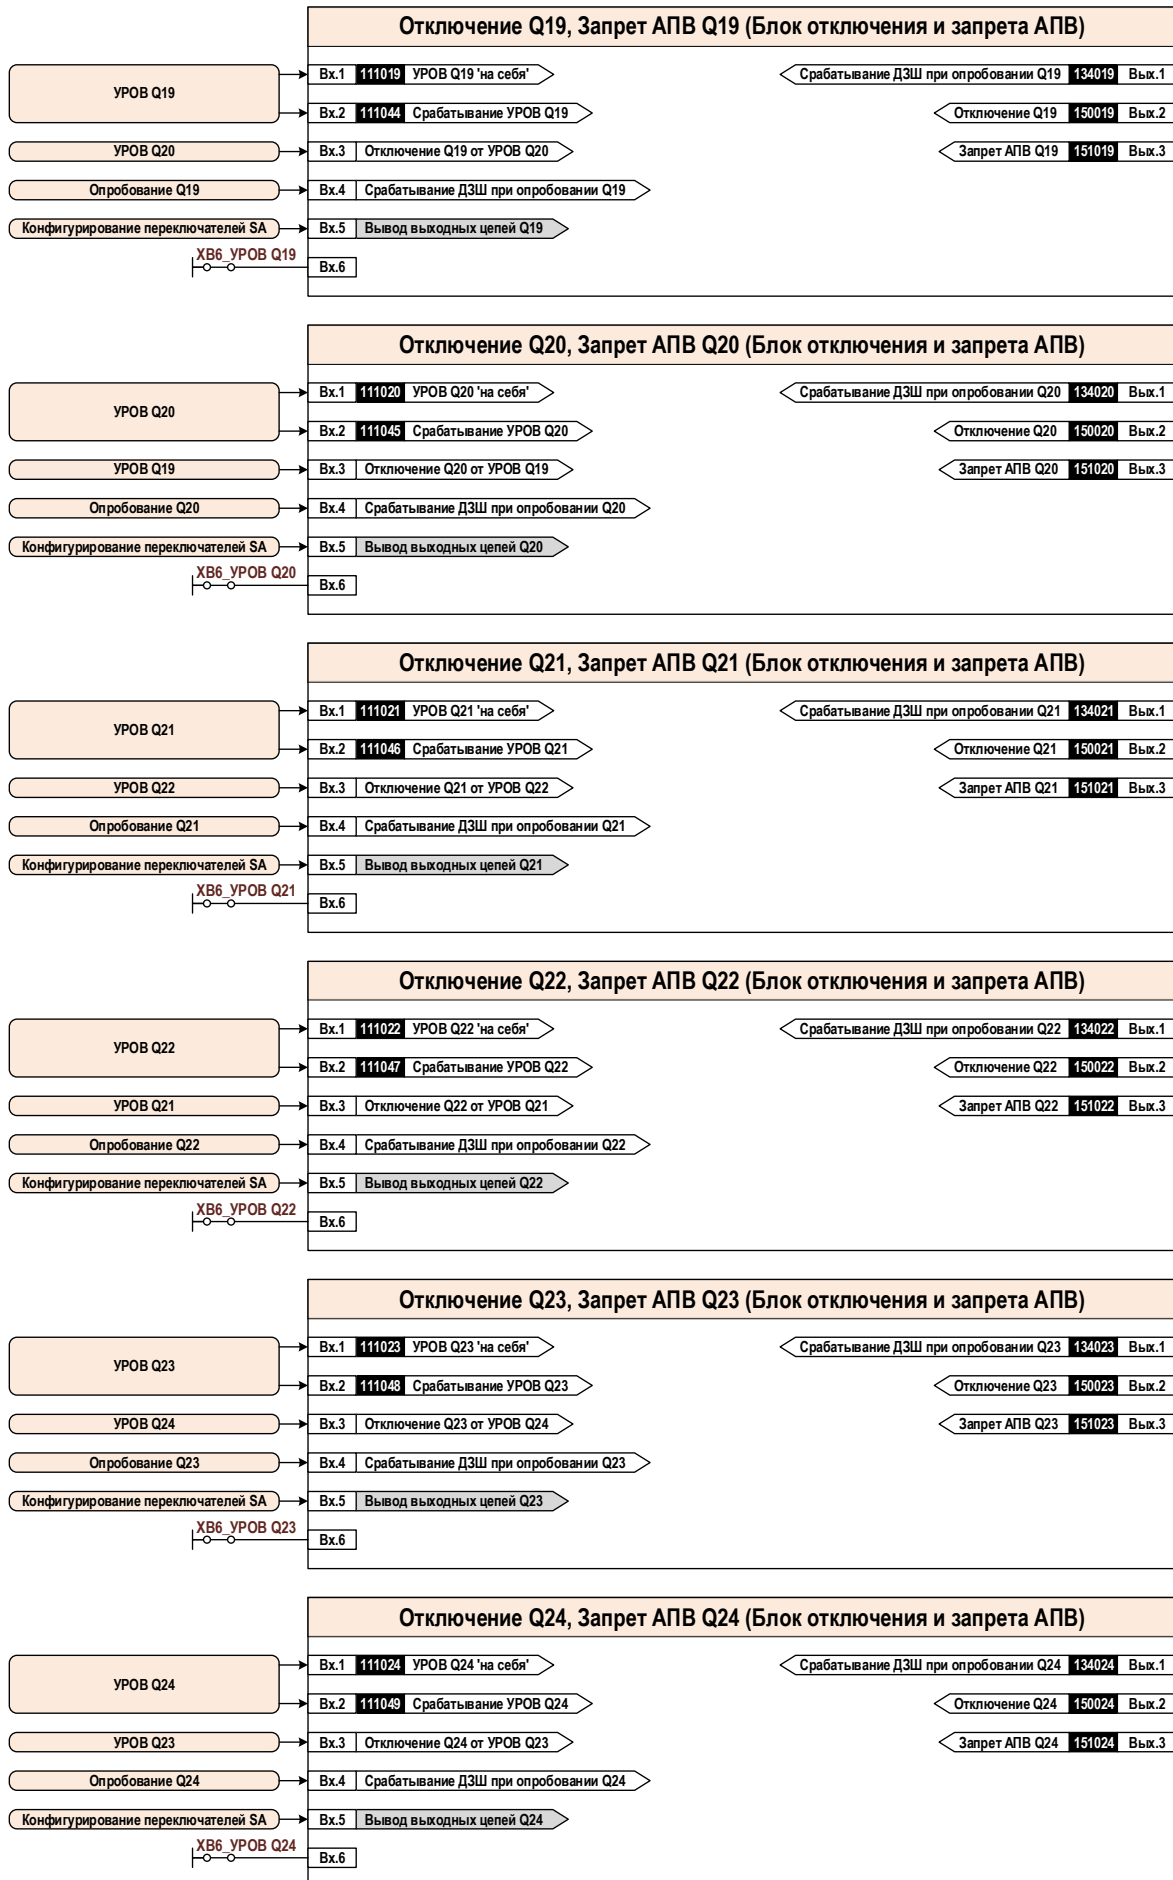 Отключение Q19, Запрет АПВ Q19 (Блок отключения и запрета АПВ)
УРОВ Q19
Вх.1 111019 УРОВ Q19 'на себя'
Срабатывание ДЗШ при опробовании Q19 134019 Вых.1
Вх.2 111044 Срабатывание УРОВ Q19
Отключение Q19 150019 Вых.2
УРОВ Q20 Вх.3 Отключение Q19 от УРОВ Q20
Запрет АПВ Q19 151019 Вых.3
Опробование Q19 Вх.4 Срабатывание ДЗШ при опробовании Q19
Конфигурирование переключателей SA Вх.5 Вывод выходных цепей Q19
XB6_УРОВ Q19
Вх.6
Отключение Q20, Запрет АПВ Q20 (Блок отключения и запрета АПВ)
УРОВ Q20
Вх.1 111020 УРОВ Q20 'на себя'
Срабатывание ДЗШ при опробовании Q20 134020 Вых.1
Вх.2 111045 Срабатывание УРОВ Q20
Отключение Q20 150020 Вых.2
УРОВ Q19 Вх.3 Отключение Q20 от УРОВ Q19
Запрет АПВ Q20 151020 Вых.3
Опробование Q20 Вх.4 Срабатывание ДЗШ при опробовании Q20
Конфигурирование переключателей SA Вх.5 Вывод выходных цепей Q20
XB6_УРОВ Q20
Вх.6
Отключение Q21, Запрет АПВ Q21 (Блок отключения и запрета АПВ)
УРОВ Q21
Вх.1 111021 УРОВ Q21 'на себя'
Срабатывание ДЗШ при опробовании Q21 134021 Вых.1
Вх.2 111046 Срабатывание УРОВ Q21
Отключение Q21 150021 Вых.2
УРОВ Q22 Вх.3 Отключение Q21 от УРОВ Q22
Запрет АПВ Q21 151021 Вых.3
Опробование Q21 Вх.4 Срабатывание ДЗШ при опробовании Q21
Конфигурирование переключателей SA Вх.5 Вывод выходных цепей Q21
XB6_УРОВ Q21
Вх.6
Отключение Q22, Запрет АПВ Q22 (Блок отключения и запрета АПВ)
УРОВ Q22
Вх.1 111022 УРОВ Q22 'на себя'
Срабатывание ДЗШ при опробовании Q22 134022 Вых.1
Вх.2 111047 Срабатывание УРОВ Q22
Отключение Q22 150022 Вых.2
УРОВ Q21 Вх.3 Отключение Q22 от УРОВ Q21
Запрет АПВ Q22 151022 Вых.3
Опробование Q22 Вх.4 Срабатывание ДЗШ при опробовании Q22
Конфигурирование переключателей SA Вх.5 Вывод выходных цепей Q22
XB6_УРОВ Q22
Вх.6
Отключение Q23, Запрет АПВ Q23 (Блок отключения и запрета АПВ)
УРОВ Q23
Вх.1 111023 УРОВ Q23 'на себя'
Срабатывание ДЗШ при опробовании Q23 134023 Вых.1
Вх.2 111048 Срабатывание УРОВ Q23
Отключение Q23 150023 Вых.2
УРОВ Q24 Вх.3 Отключение Q23 от УРОВ Q24
Запрет АПВ Q23 151023 Вых.3
Опробование Q23 Вх.4 Срабатывание ДЗШ при опробовании Q23
Конфигурирование переключателей SA Вх.5 Вывод выходных цепей Q23
XB6_УРОВ Q23
Вх.6
Отключение Q24, Запрет АПВ Q24 (Блок отключения и запрета АПВ)
УРОВ Q24
Вх.1 111024 УРОВ Q24 'на себя'
Срабатывание ДЗШ при опробовании Q24 134024 Вых.1
Вх.2 111049 Срабатывание УРОВ Q24
Отключение Q24 150024 Вых.2
УРОВ Q23 Вх.3 Отключение Q24 от УРОВ Q23
Запрет АПВ Q24 151024 Вых.3
Опробование Q24 Вх.4 Срабатывание ДЗШ при опробовании Q24
Конфигурирование переключателей SA Вх.5 Вывод выходных цепей Q24
XB6_УРОВ Q24
Вх.6